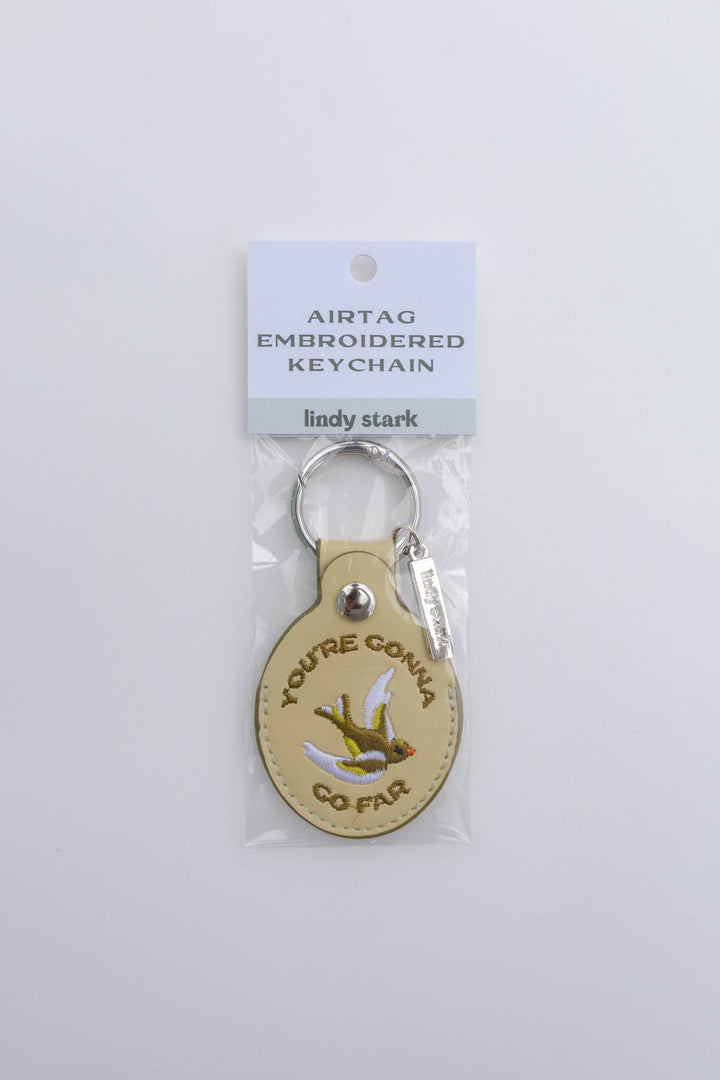 AIRTAG
EMBROIDERED
KEYCHAIN
lindy stark
lindy stark
YOU'RE GONNA
GO FAR